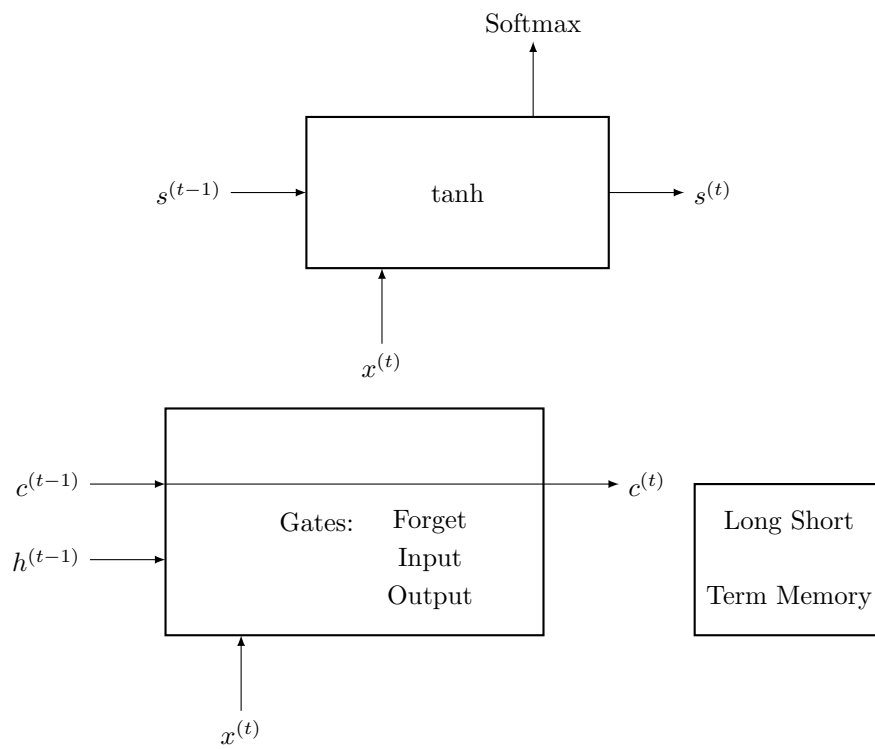 Softmax
s^{(t−1)} tanh s^{(t)}
x^{(t)}
c^{(t−1)} c^{(t)}
Gates: Forget
Input
Output
h^{(t−1)}
x^{(t)}
Long Short
Term Memory